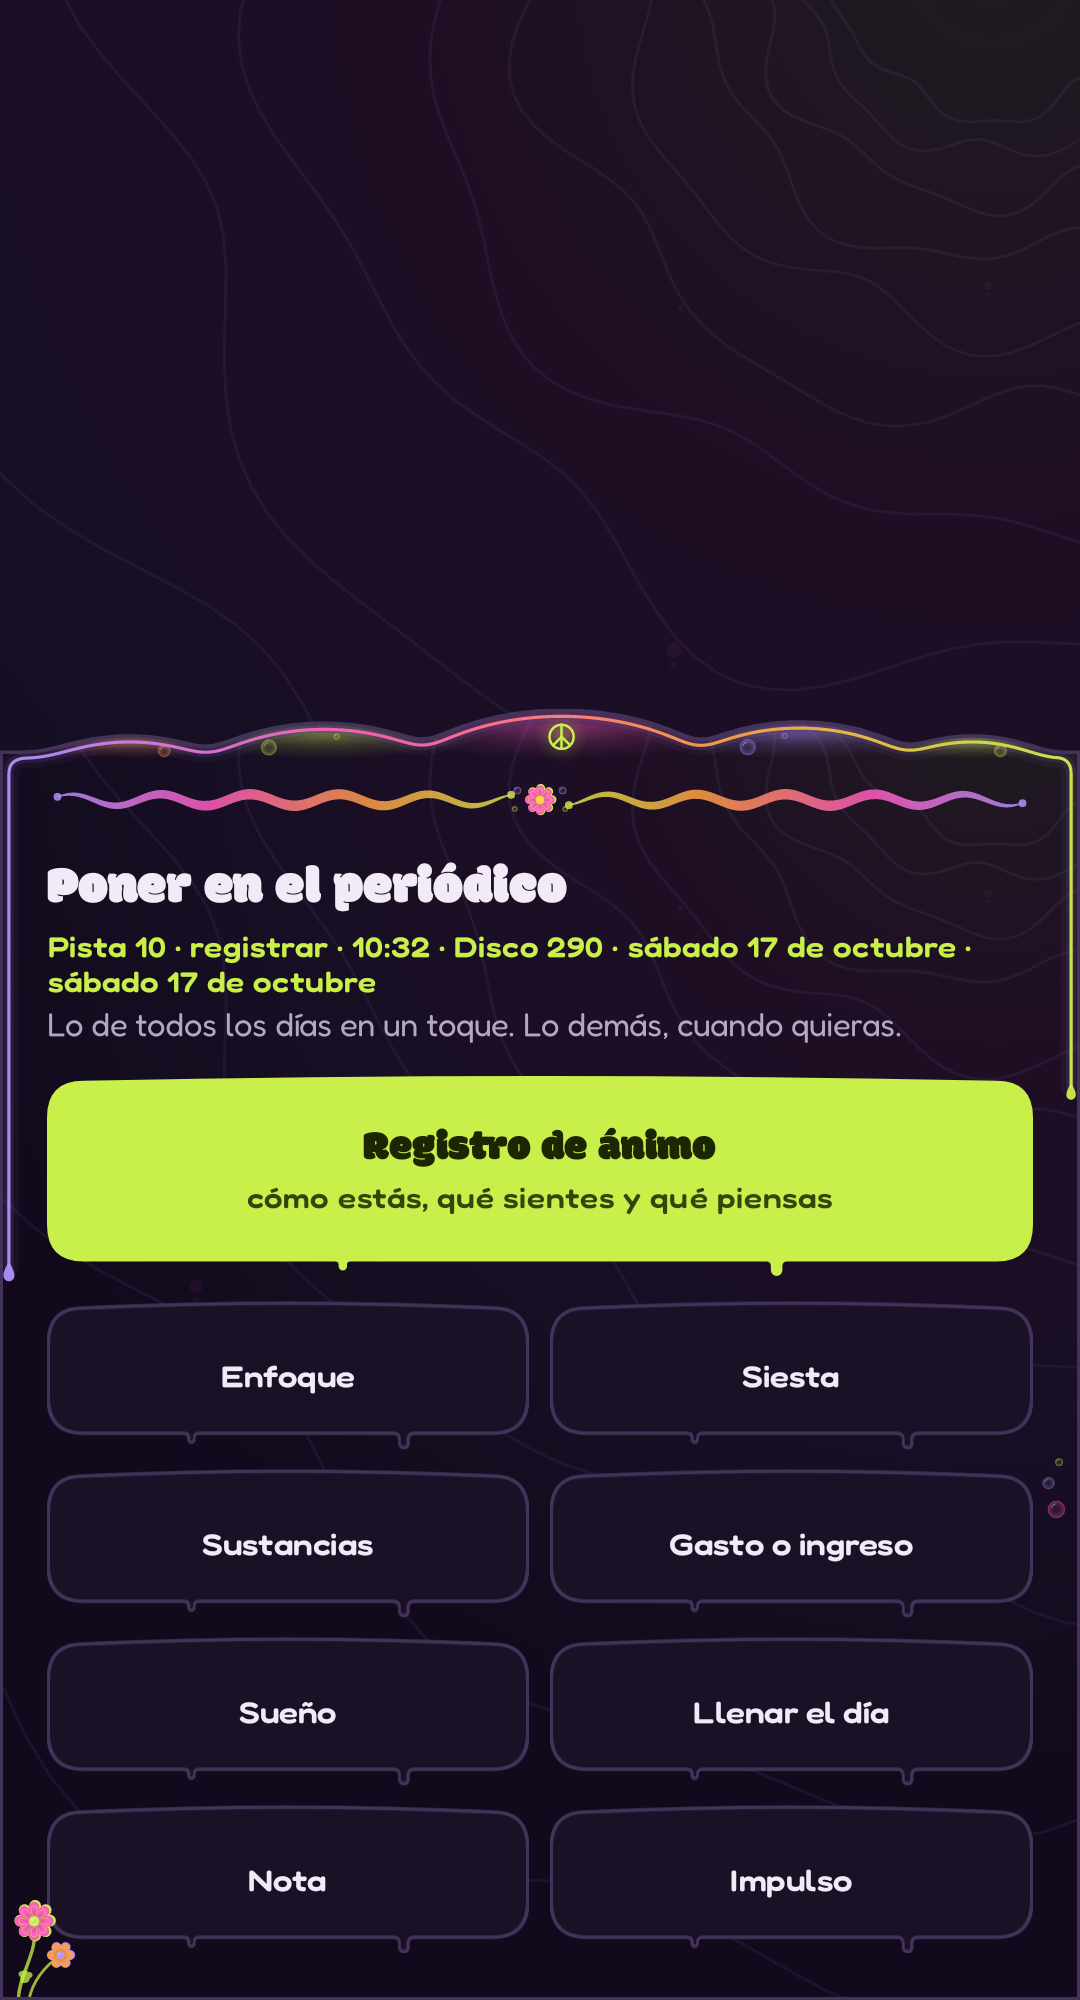 Poner en el periódico
Pista 10 · registrar · 10:32 · Disco 290 · sábado 17 de octubre ·
sábado 17 de octubre
Lo de todos los días en un toque. Lo demás, cuando quieras.
Registro de ánimo
cómo estás, qué sientes y qué piensas
Enfoque
Siesta
Sustancias
Gasto o ingreso
Sueño
Llenar el día
Nota
Impulso